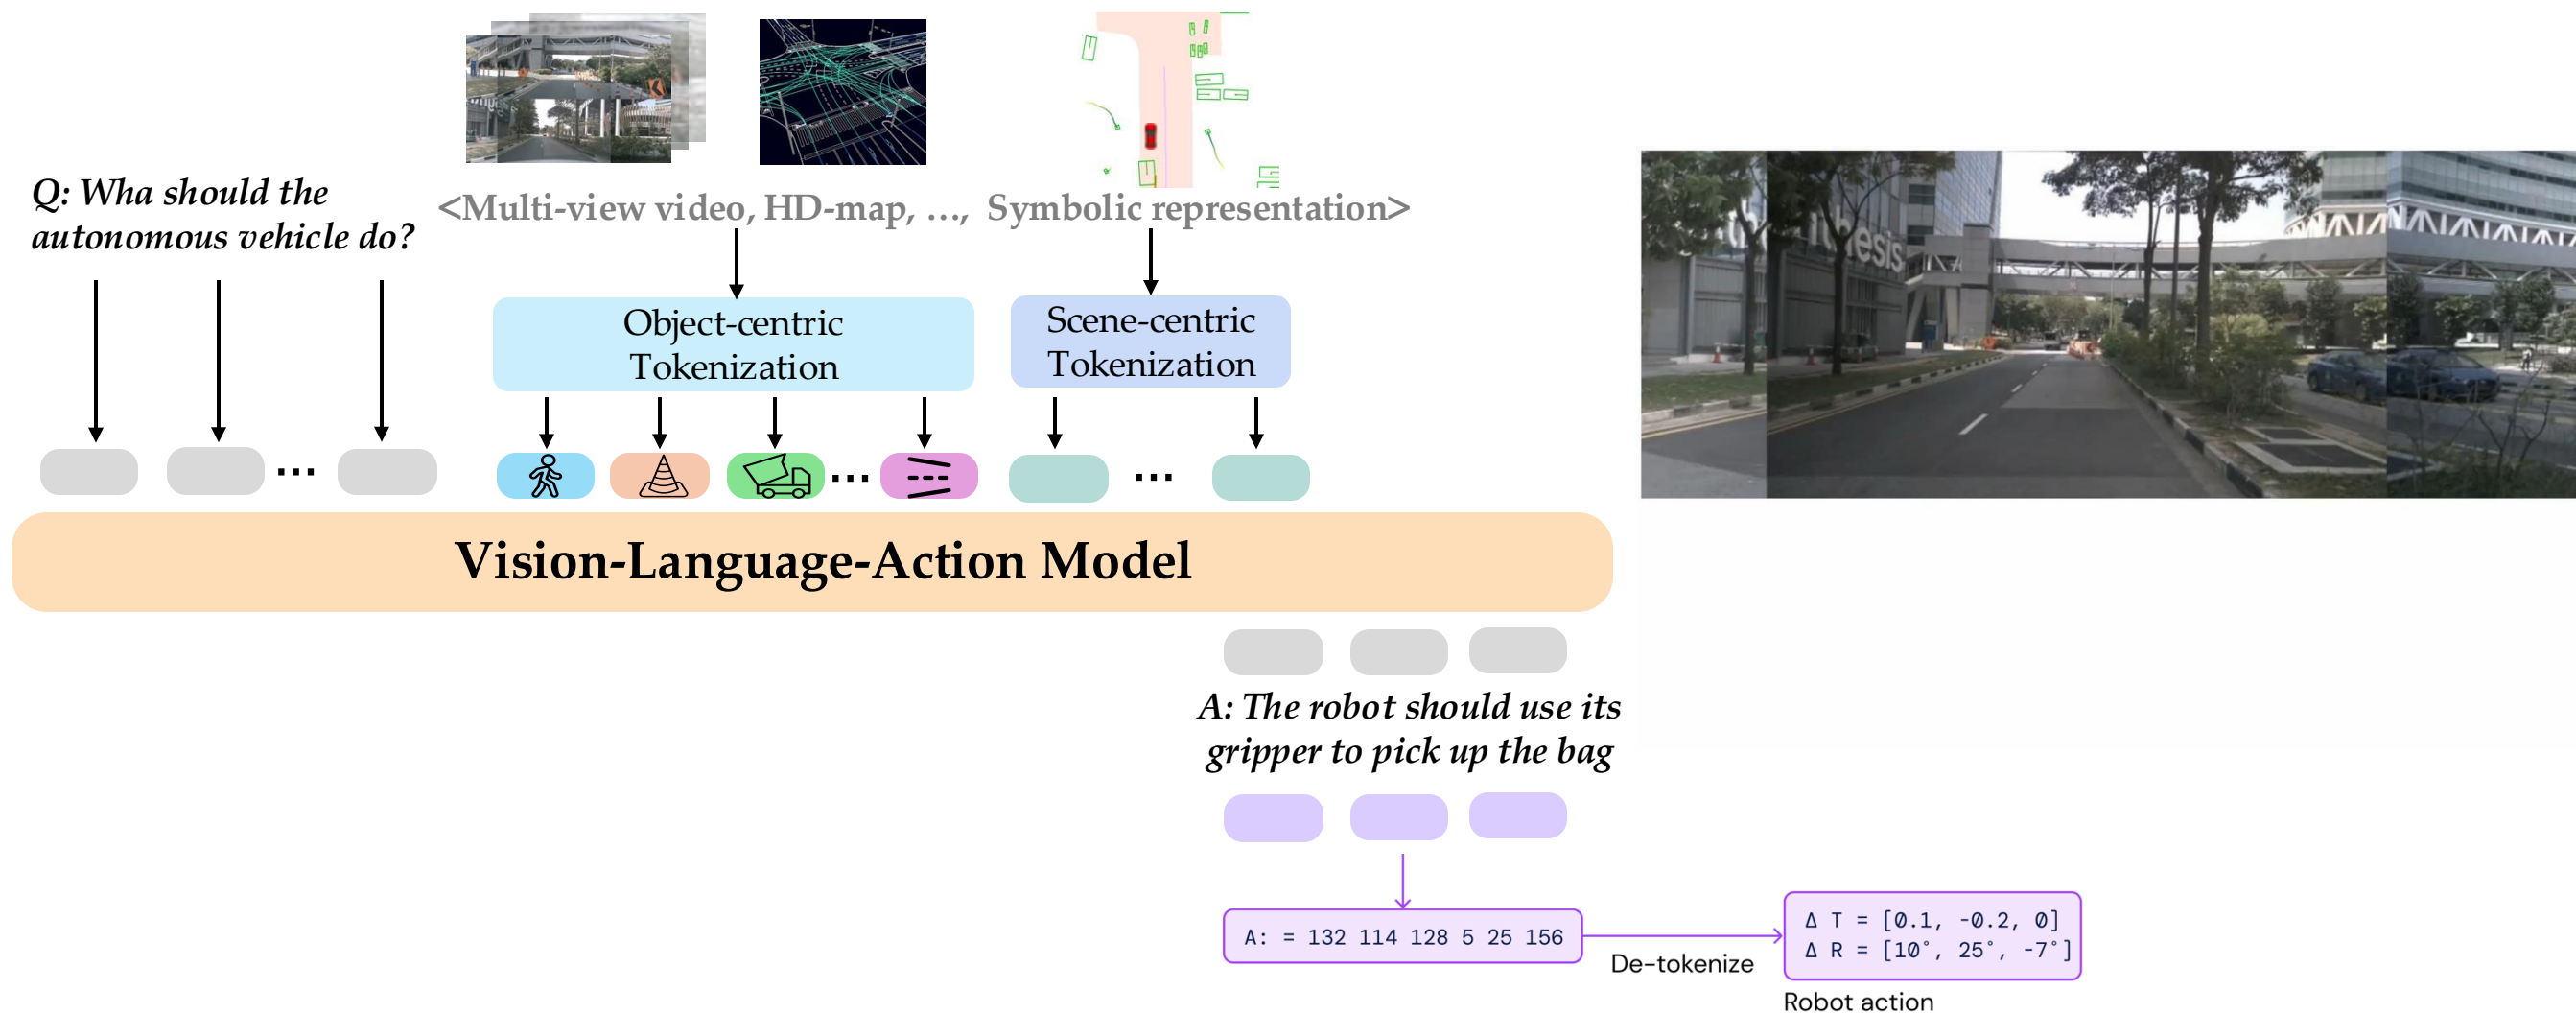 Q: Wha should the
autonomous vehicle do?
<Multi-view video, HD-map, ..., Symbolic representation>
Object-centric
Tokenization
Scene-centric
Tokenization
...
...
...
Vision-Language-Action Model
A: The robot should use its
gripper to pick up the bag
A: = 132 114 128 5 25 156
De-tokenize
Δ T = [0.1, -0.2, 0]
Δ R = [10°, 25°, -7°]
Robot action
thesis